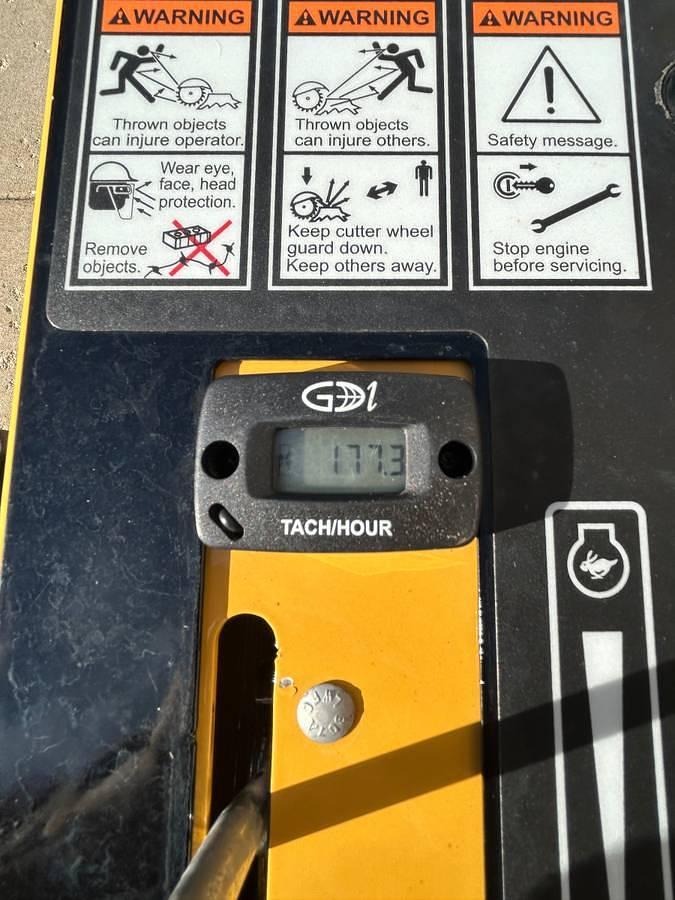 WARNING
Thrown objects
can injure operator.
Wear eye,
face, head
protection.
Remove
objects.
WARNING
Thrown objects
can injure others.
Keep cutter wheel
guard down.
Keep others away.
WARNING
Safety message.
Stop engine
before servicing.
GDI
177.3
TACH/HOUR